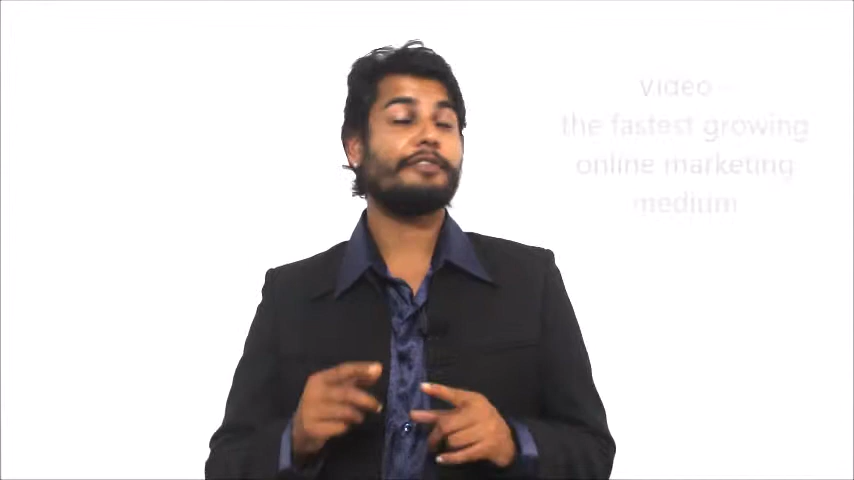 Video -
the fastest growing
online marketing
medium